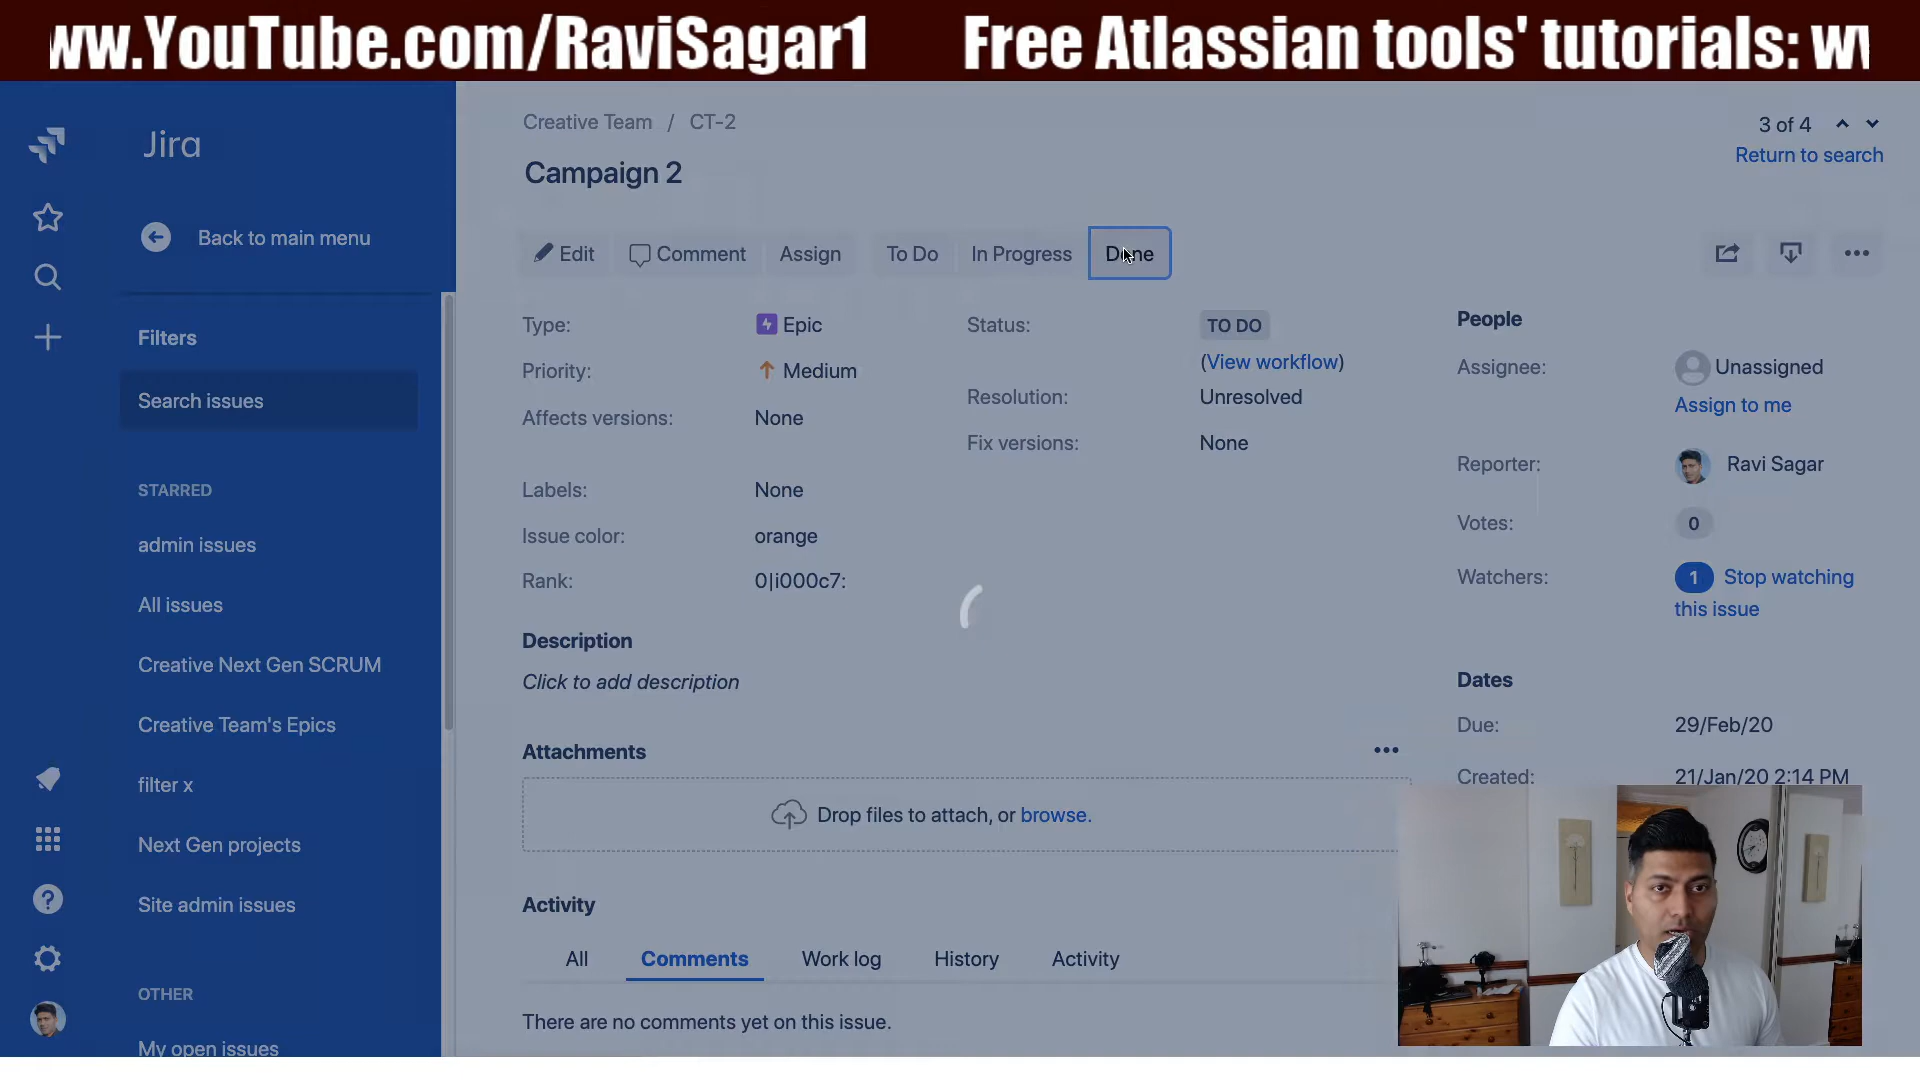 ww.YouTube.com/RaviSagar1 Free Atlassian tools' tutorials: w
Jira
Back to main menu
Filters
Search issues
STARRED
admin issues
All issues
Creative Next Gen SCRUM
Creative Team's Epics
filter x
Next Gen projects
Site admin issues
OTHER
My open issues
Creative Team / CT-2
3 of 4
Return to search
Campaign 2
Edit Comment Assign To Do In Progress Done
Type: Epic
Priority: Medium
Affects versions: None
Labels: None
Issue color: orange
Rank: 0|i000c7:
Status: TO DO
(View workflow)
Resolution: Unresolved
Fix versions: None
People
Assignee: Unassigned
Assign to me
Reporter: Ravi Sagar
Votes: 0
Watchers: 1 Stop watching
this issue
Dates
Due: 29/Feb/20
Created: 21/Jan/20 2:14 PM
Description
Click to add description
Attachments
Drop files to attach, or browse.
Activity
All Comments Work log History Activity
There are no comments yet on this issue.